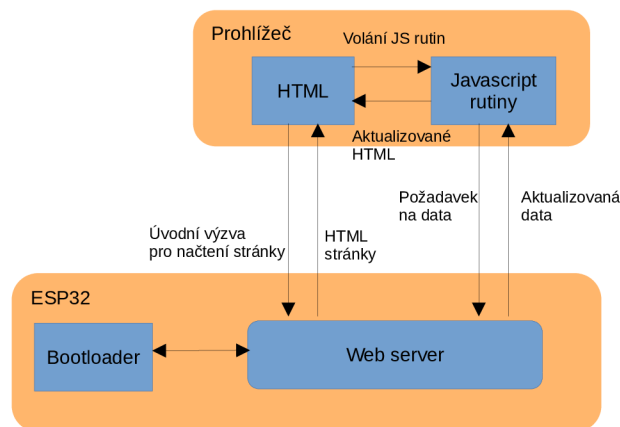 Prohlížeč
Volání JS rutin
HTML
Javascript
rutiny
Aktualizované
HTML
Požadavek
na data
Aktualizovaná
data
Úvodní výzva
pro načtení stránky
HTML
stránky
ESP32
Bootloader
Web server